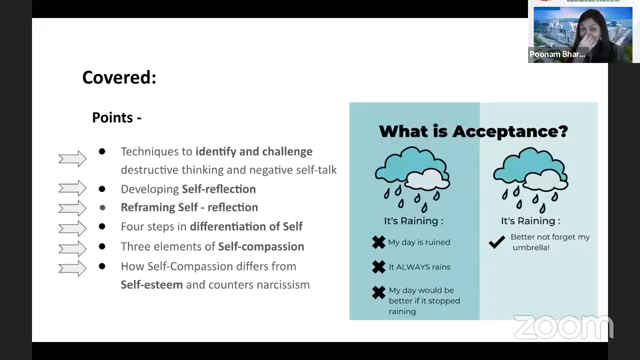 Poonam Bhar...
Covered:
Points -
Techniques to identify and challenge
destructive thinking and negative self-talk
Developing Self-reflection
Reframing Self - reflection
Four steps in differentiation of Self
Three elements of Self-compassion
How Self-Compassion differs from
Self-esteem and counters narcissism
What is Acceptance?
It's Raining :
My day is ruined
It ALWAYS rains
My day would be
better if it stopped
raining
It's Raining :
Better not forget my
umbrella!
zoom